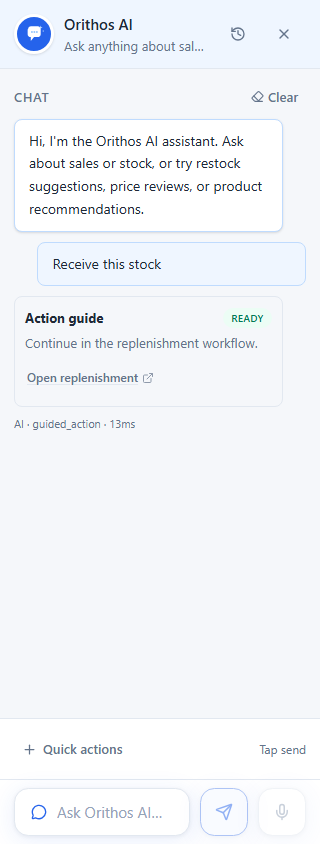 Orithos AI
Ask anything about sal...
CHAT
Clear
Hi, I'm the Orithos AI assistant. Ask
about sales or stock, or try restock
suggestions, price reviews, or product
recommendations.
Receive this stock
Action guide
READY
Continue in the replenishment workflow.
Open replenishment
AI · guided_action · 13ms
Quick actions
Tap send
Ask Orithos AI...